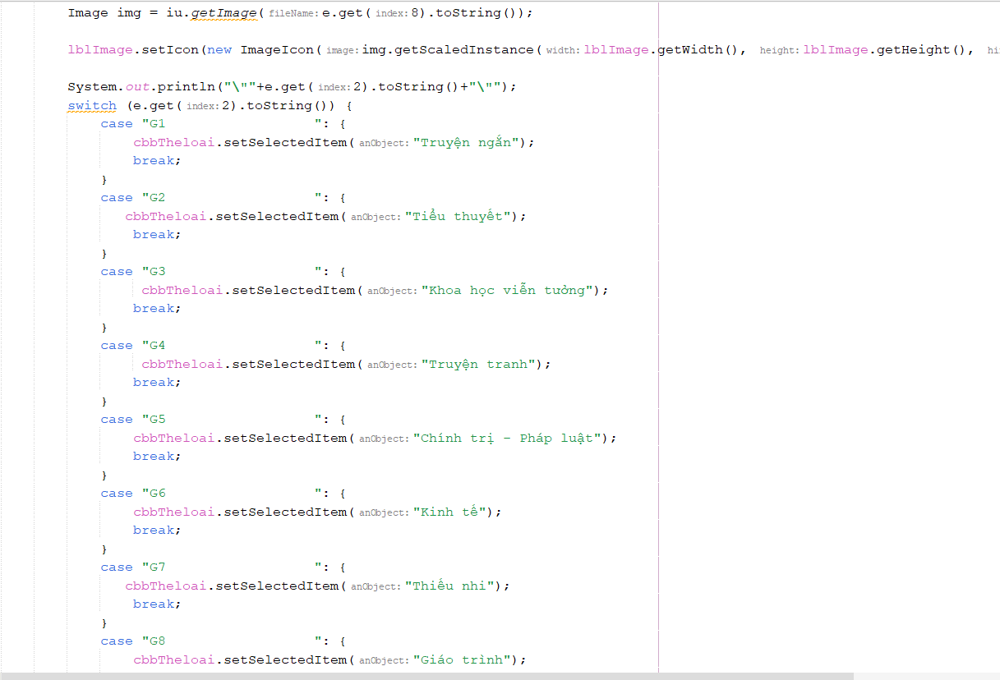 Image img = iu.getImage( fileName: e.get( index: 8).toString());
lblImage.setIcon(new ImageIcon( image: img.getScaledInstance( width: lblImage.getWidth(), height: lblImage.getHeight(),
System.out.println("\""+e.get( index: 2).toString()+"\"");
switch (e.get( index: 2).toString()) {
case "G1                  ": {
cbbTheloai.setSelectedItem( anObject: "Truyện ngắn");
break;
}
case "G2                  ": {
cbbTheloai.setSelectedItem( anObject: "Tiểu thuyết");
break;
}
case "G3                  ": {
cbbTheloai.setSelectedItem( anObject: "Khoa học viễn tưởng");
break;
}
case "G4                  ": {
cbbTheloai.setSelectedItem( anObject: "Truyện tranh");
break;
}
case "G5                  ": {
cbbTheloai.setSelectedItem( anObject: "Chính trị – Pháp luật");
break;
}
case "G6                  ": {
cbbTheloai.setSelectedItem( anObject: "Kinh tế");
break;
}
case "G7                  ": {
cbbTheloai.setSelectedItem( anObject: "Thiếu nhi");
break;
}
case "G8                  ": {
cbbTheloai.setSelectedItem( anObject: "Giáo trình");